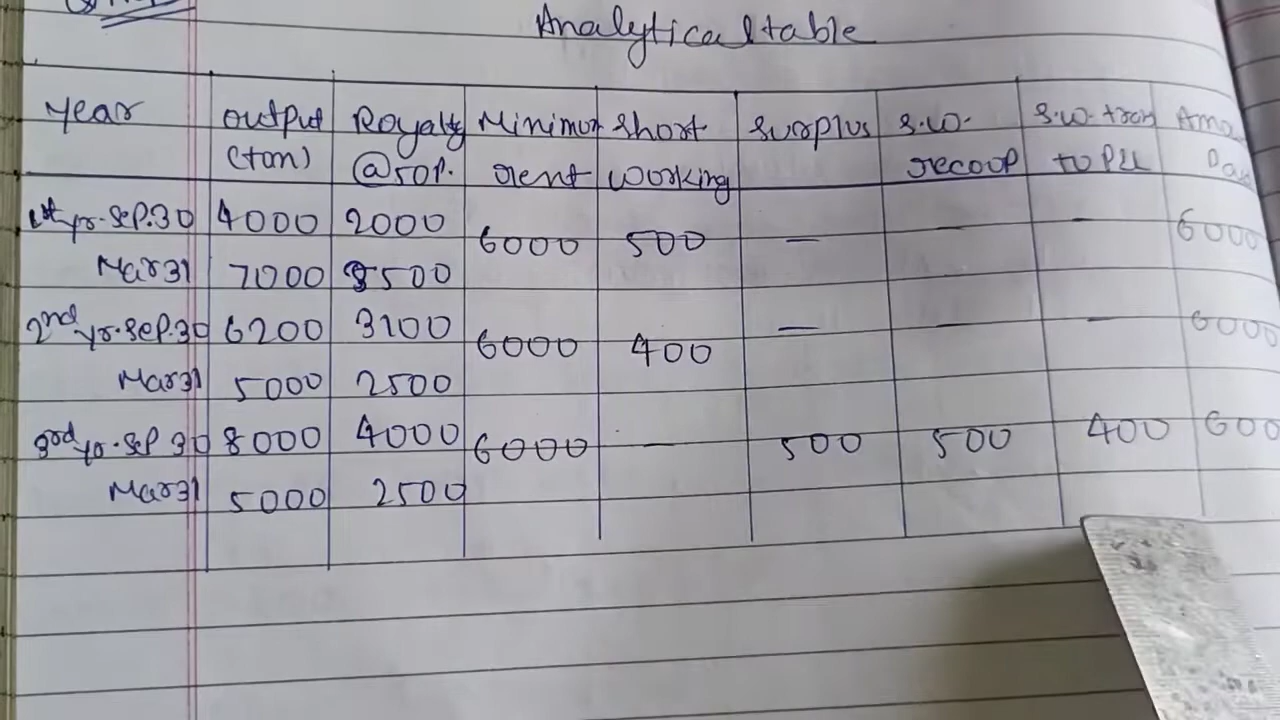 Analytical table
Year output Royalty Minimum Short Surplus S.W. S.W. tran
(ton) @50P. rent working recoop to P&L
1st yr. Sep.30 4000 2000 6000 500 — — — 6000
Mar31 7000 3500
2nd yr. Sep.30 6200 3100 6000 400 — — — 6000
Mar31 5000 2500
3rd yr. Sep 30 8000 4000 6000 — 500 500 400 600
Mar31 5000 2500